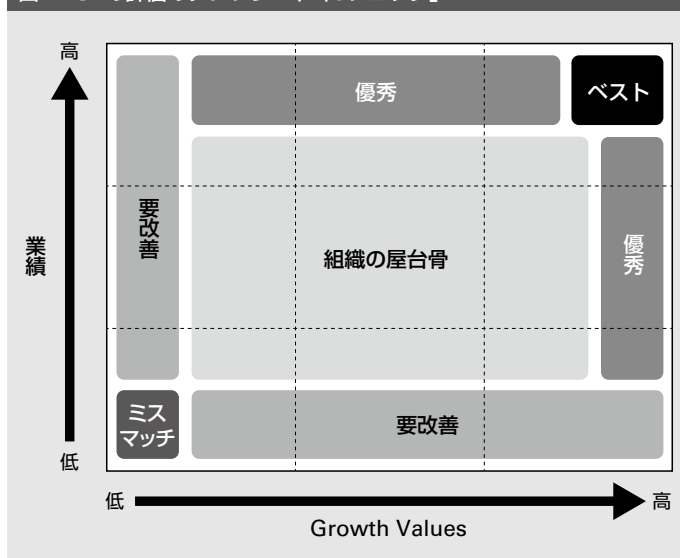 高
優秀
ベスト
要改善
業績
組織の屋台骨
優秀
ミス
マッチ
要改善
低
低
高
Growth Values